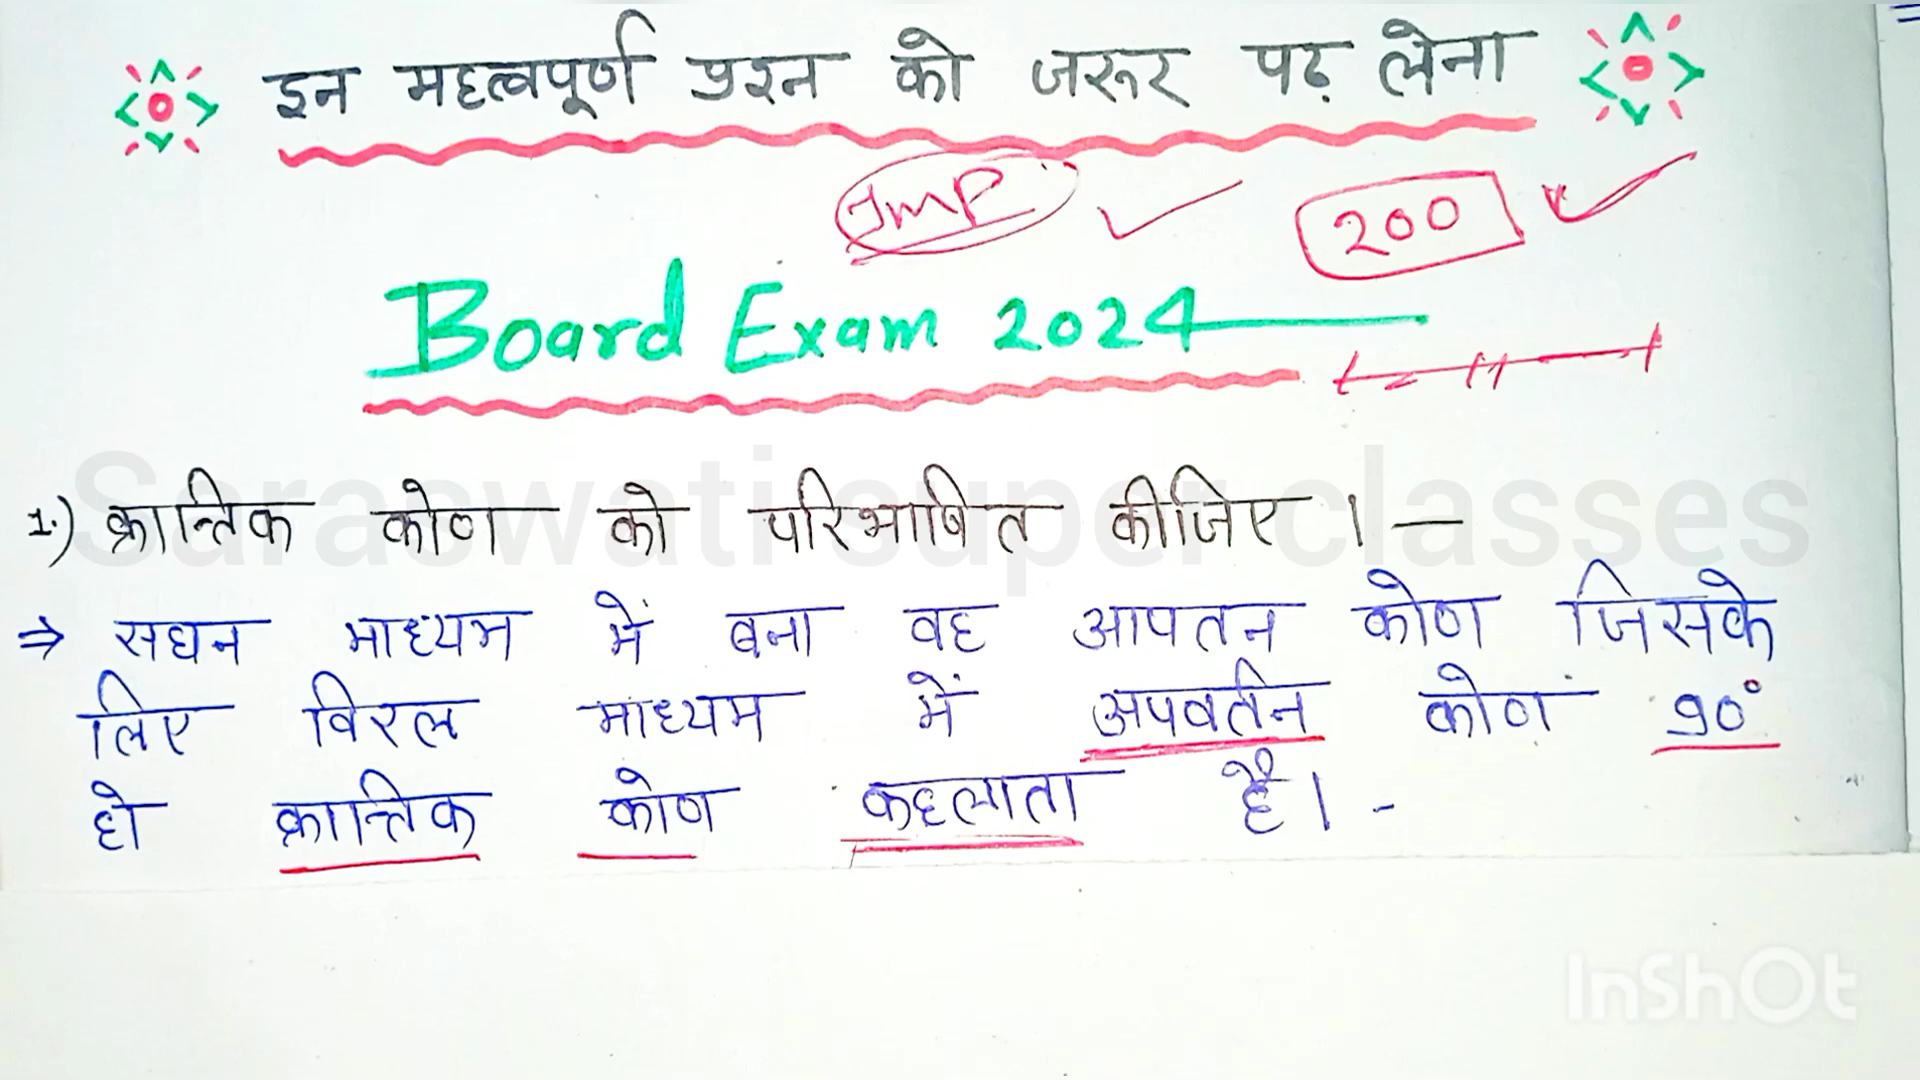 इन महत्वपूर्ण प्रश्न को जरूर पढ़ लेना
Imp
200
Board Exam 2024
Saraswati super classes
1.) क्रान्तिक कोण को परिभाषित कीजिए। —
⇒ सघन माध्यम में बना वह आपतन कोण जिसके
लिए विरल माध्यम में अपवर्तन कोण 90°
हो क्रान्तिक कोण कहलाता है। -
InShOt